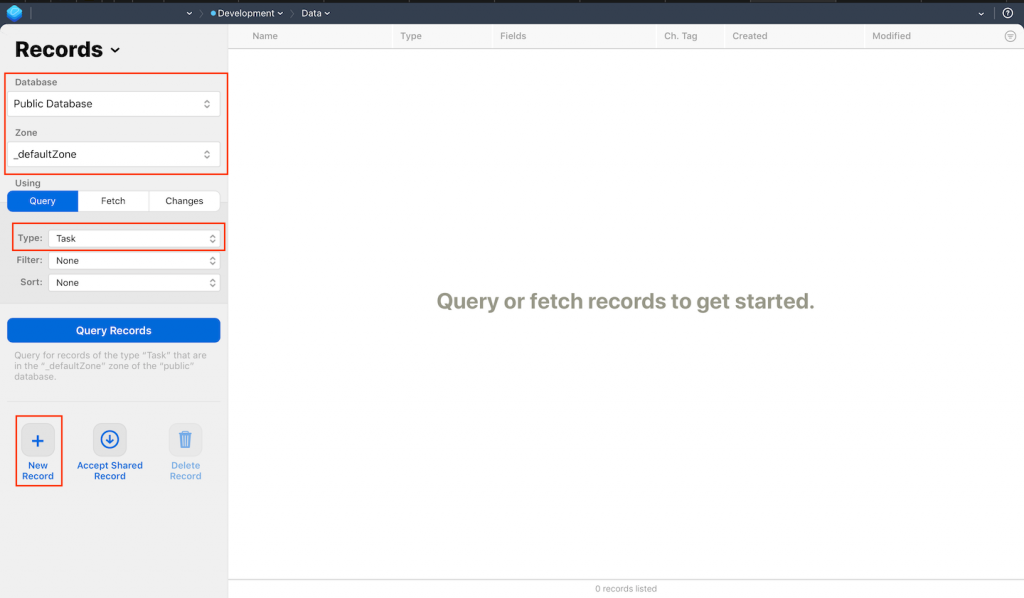 Development
Data
Records
Database
Public Database
Zone
_defaultZone
Using
Query
Fetch
Changes
Type:
Task
Filter:
None
Sort:
None
Query Records
Query for records of the type “Task” that are
in the “_defaultZone” zone of the “public”
database.
New
Record
Accept Shared
Record
Delete
Record
Name
Type
Fields
Ch. Tag
Created
Modified
Query or fetch records to get started.
0 records listed